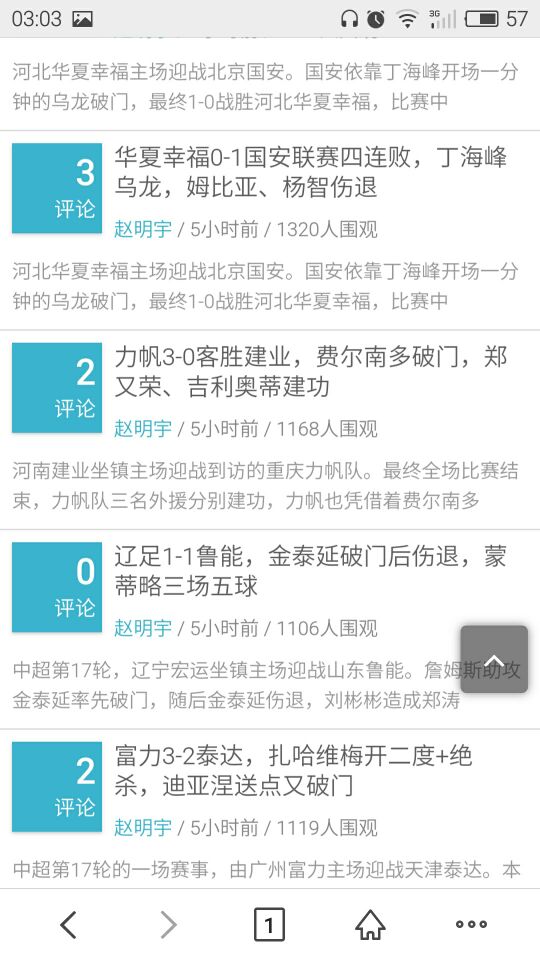 03:03
3G
57
河北华夏幸福主场迎战北京国安。国安依靠丁海峰开场一分
钟的乌龙破门，最终1-0战胜河北华夏幸福，比赛中
3
评论
华夏幸福0-1国安联赛四连败，丁海峰
乌龙，姆比亚、杨智伤退
赵明宇 / 5小时前 / 1320人围观
河北华夏幸福主场迎战北京国安。国安依靠丁海峰开场一分
钟的乌龙破门，最终1-0战胜河北华夏幸福，比赛中
2
评论
力帆3-0客胜建业，费尔南多破门，郑
又荣、吉利奥蒂建功
赵明宇 / 5小时前 / 1168人围观
河南建业坐镇主场迎战到访的重庆力帆队。最终全场比赛结
束，力帆队三名外援分别建功，力帆也凭借着费尔南多
0
评论
辽足1-1鲁能，金泰延破门后伤退，蒙
蒂略三场五球
赵明宇 / 5小时前 / 1106人围观
中超第17轮，辽宁宏运坐镇主场迎战山东鲁能。詹姆斯助攻
金泰延率先破门，随后金泰延伤退，刘彬彬造成郑涛
2
评论
富力3-2泰达，扎哈维梅开二度+绝
杀，迪亚涅送点又破门
赵明宇 / 5小时前 / 1119人围观
中超第17轮的一场赛事，由广州富力主场迎战天津泰达。本
1